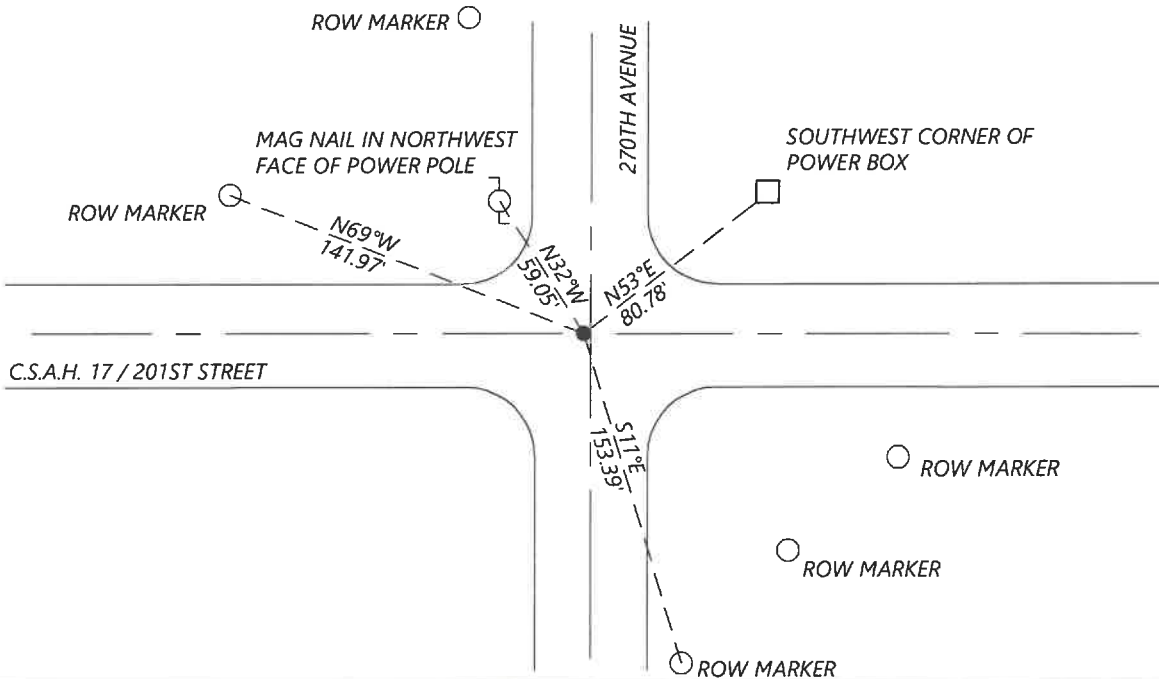 ROW MARKER
270TH AVENUE
MAG NAIL IN NORTHWEST
FACE OF POWER POLE
SOUTHWEST CORNER OF
POWER BOX
ROW MARKER
N69°W
141.97'
N32°W
59.05'
N53°E
80.78'
C.S.A.H. 17 / 201ST STREET
S11°E
153.39'
ROW MARKER
ROW MARKER
ROW MARKER